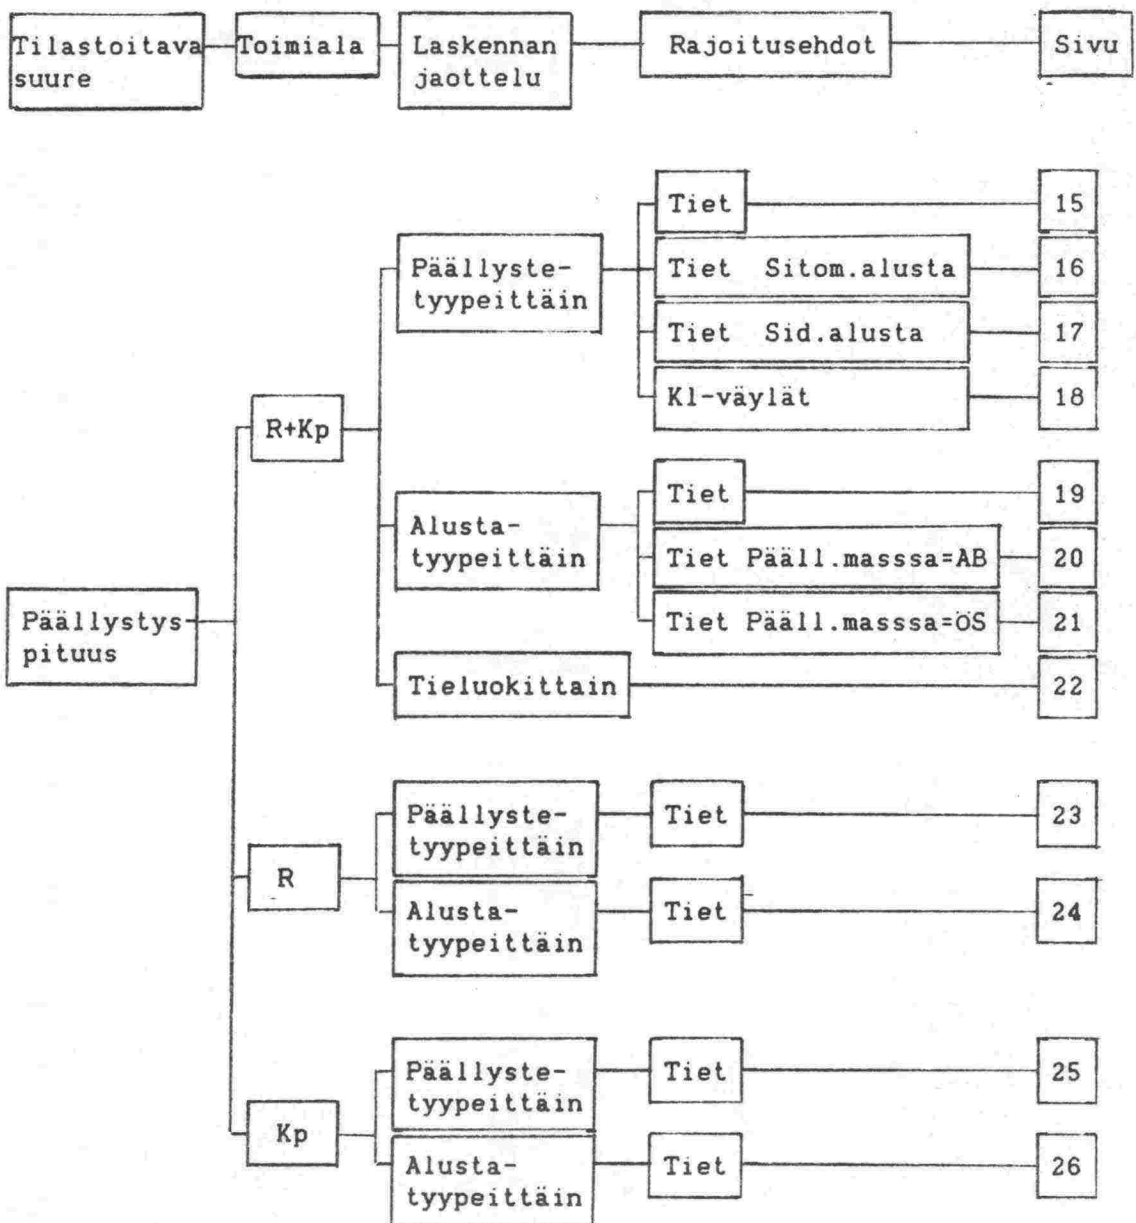 Tilastoitava Toimiala Laskennan Rajoitusehdot Sivu
suure jaottelu
Tiet 15
Päällyste-
tyypeittäin
Tiet Sitom.alusta 16
Tiet Sid.alusta 17
Kl-väylät 18
R+Kp
Alusta-
tyypeittäin
Tiet 19
Tiet Pääll.masssa=AB 20
Tiet Pääll.masssa=ÖS 21
Päällystys
pituus
Tieluokittain 22
R
Päällyste-
tyypeittäin
Tiet 23
Alusta-
tyypeittäin
Tiet 24
Kp
Päällyste-
tyypeittäin
Tiet 25
Alusta-
tyypeittäin
Tiet 26